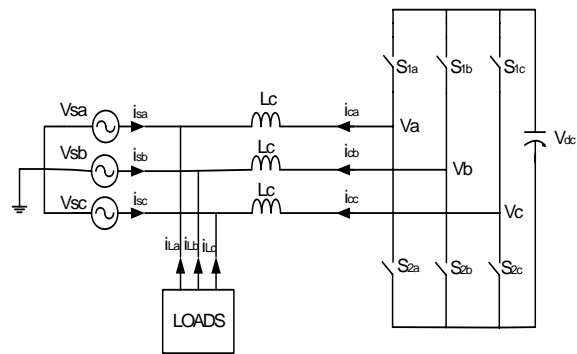 S1a S1b S1c
Lc
Vsa isa ica Va
Vdc
Lc
Vsb isb icb Vb
Lc
Vsc isc icc Vc
iLa iLb iLc
S2a S2b S2c
LOADS